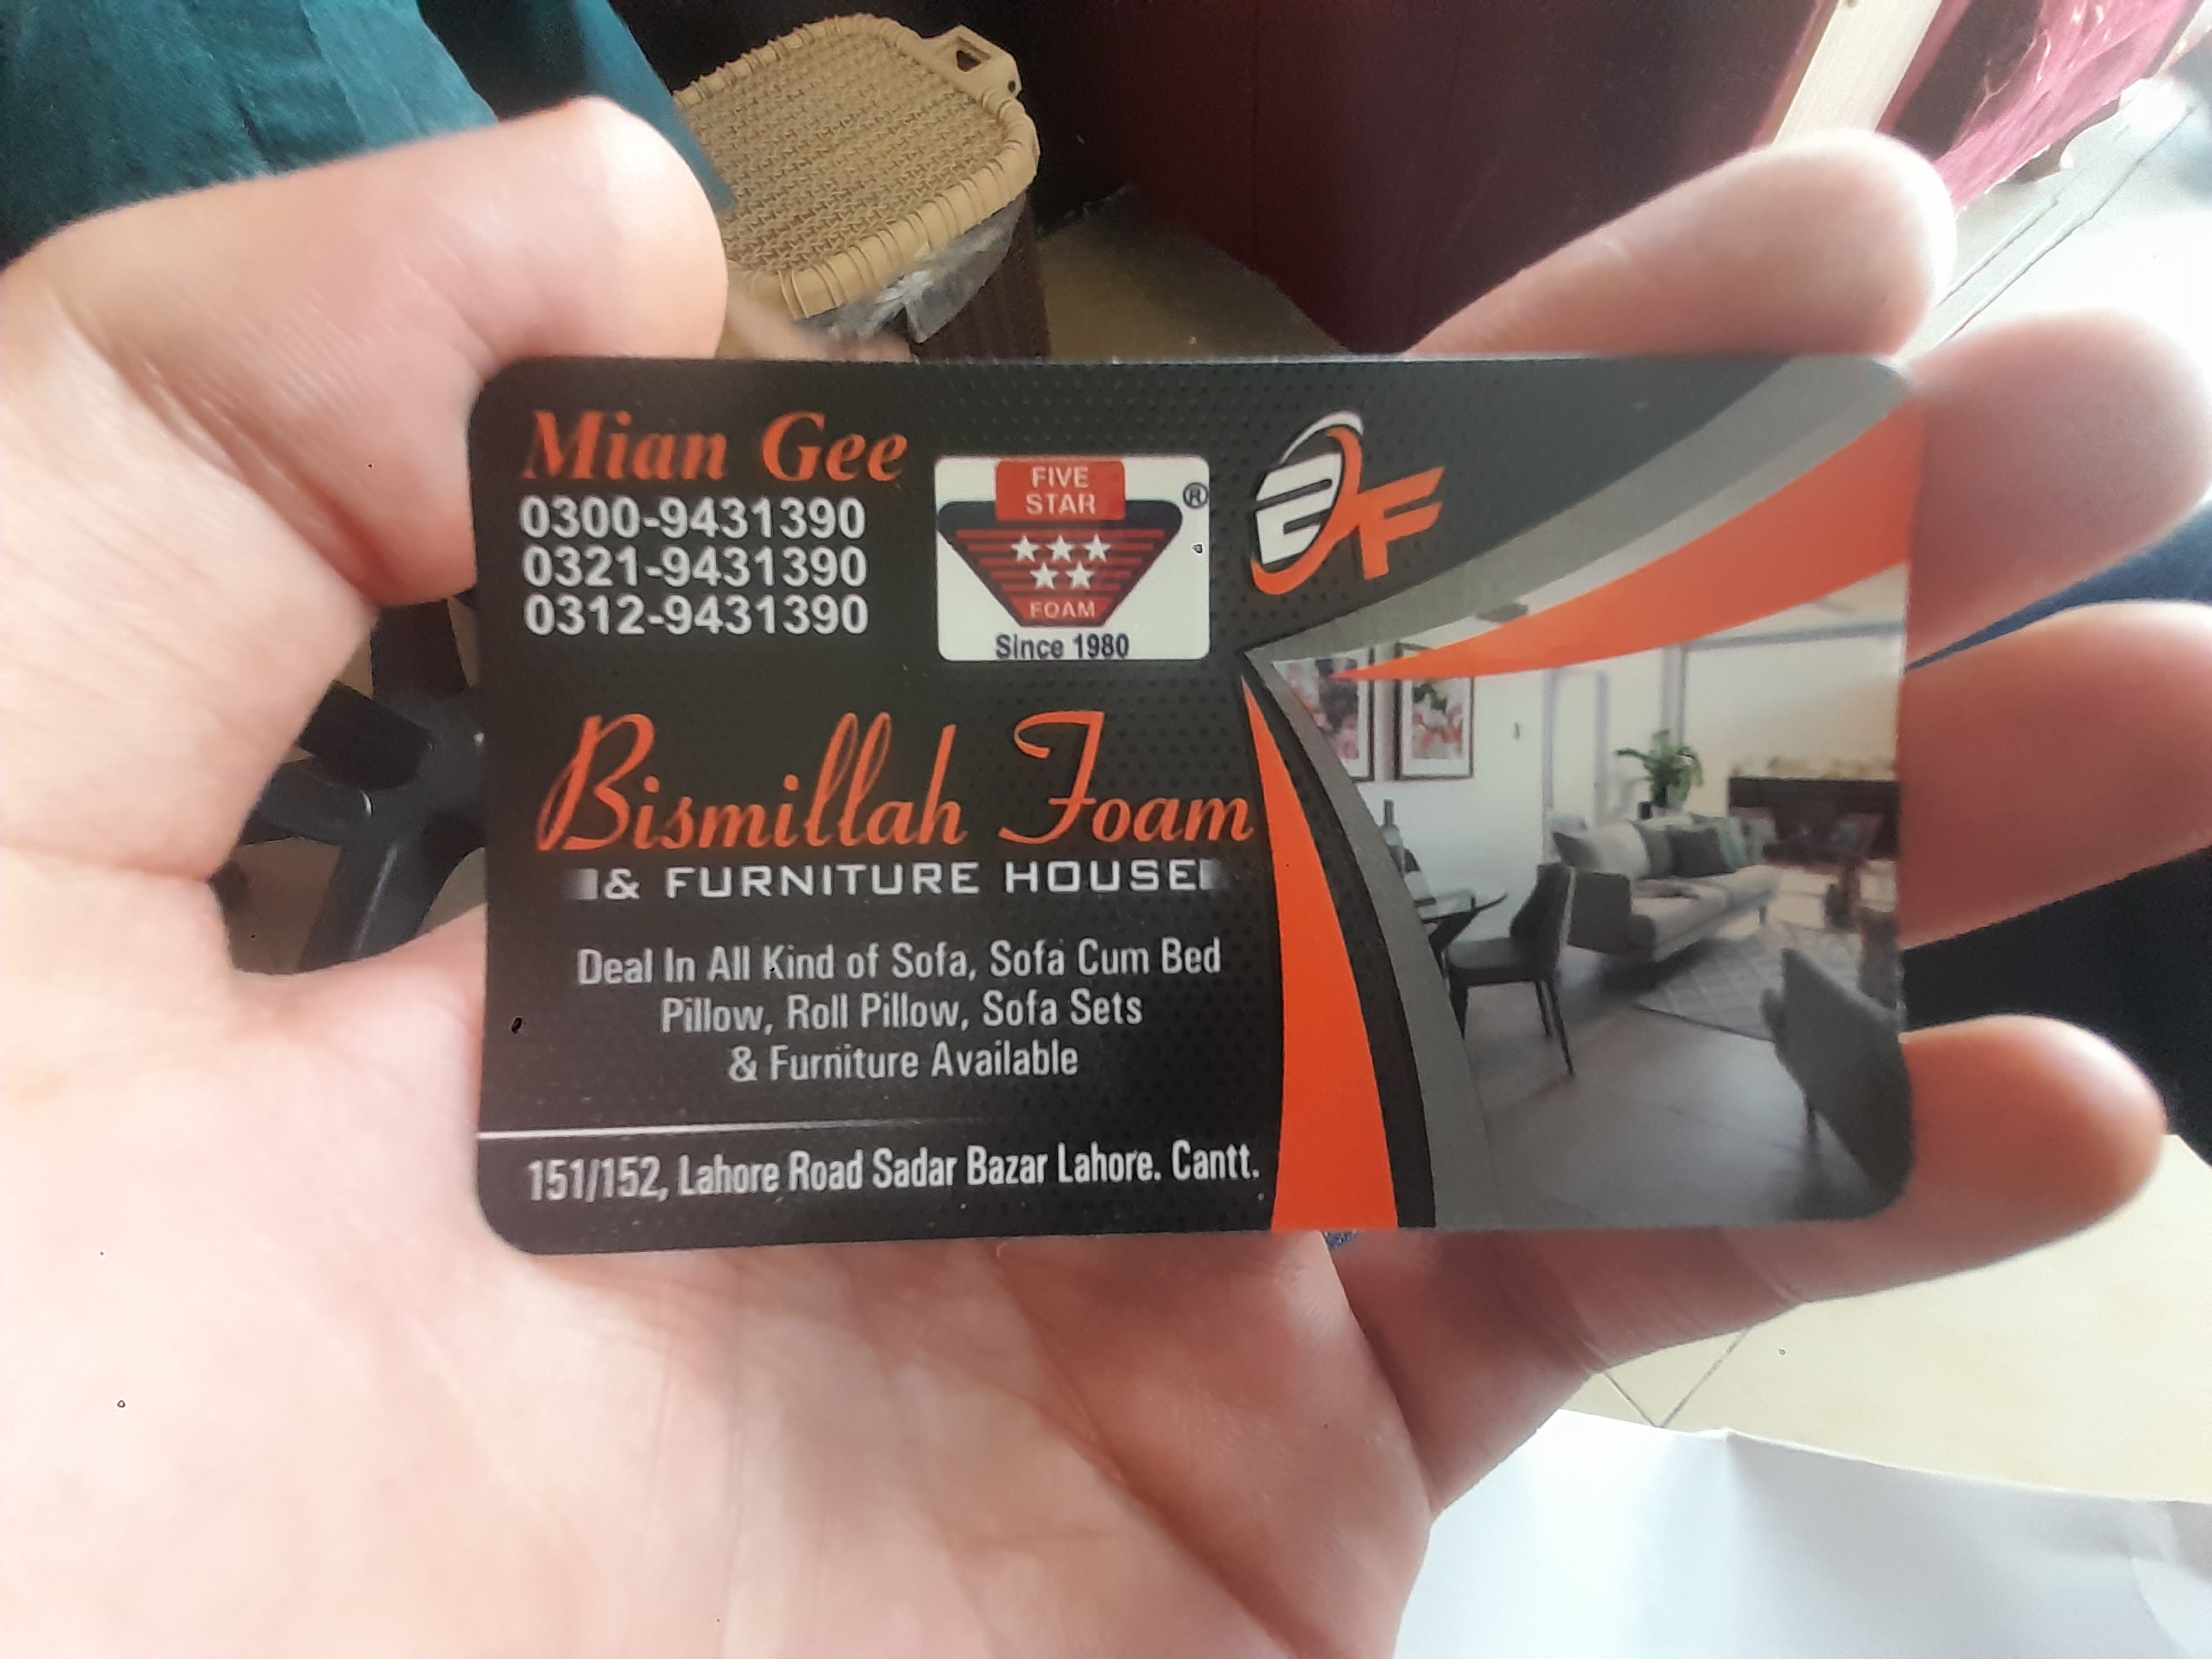 Mian Gee
0300-9431390
0321-9431390
0312-9431390
FIVE
STAR
®
FOAM
Since 1980
BF
Bismillah Foam
& FURNITURE HOUSE
Deal In All Kind of Sofa, Sofa Cum Bed
Pillow, Roll Pillow, Sofa Sets
& Furniture Available
151/152, Lahore Road Sadar Bazar Lahore. Cantt.